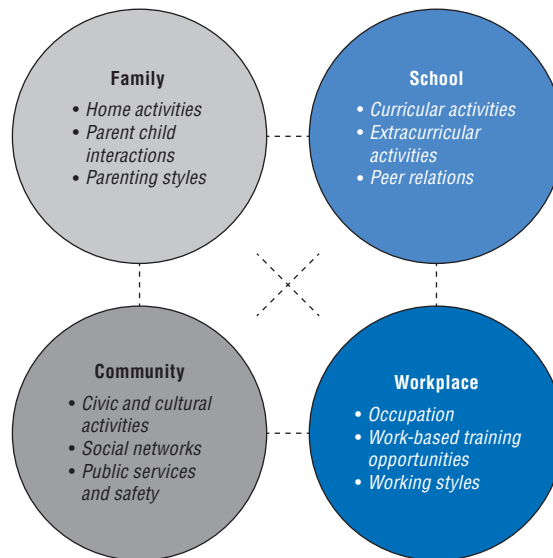 Family
• Home activities
• Parent child
interactions
• Parenting styles
School
• Curricular activities
• Extracurricular
activities
• Peer relations
Community
• Civic and cultural
activities
• Social networks
• Public services
and safety
Workplace
• Occupation
• Work-based training
opportunities
• Working styles